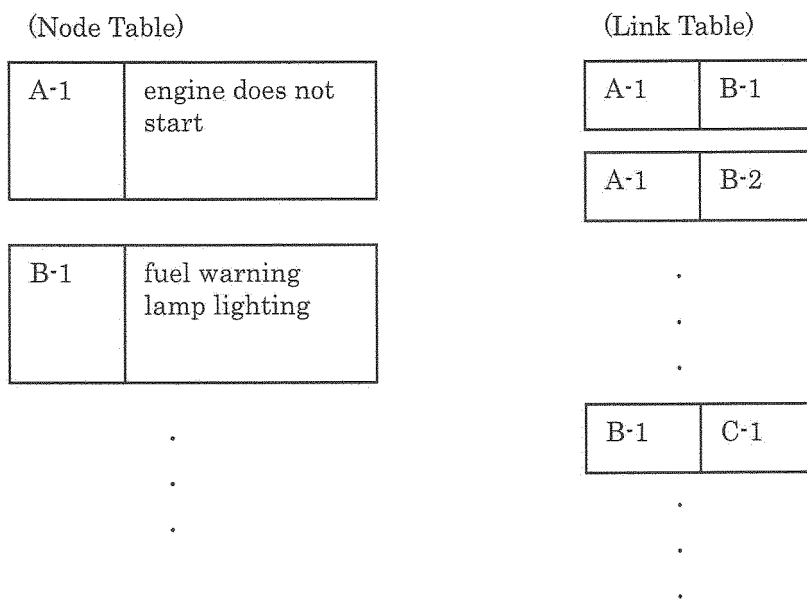 (Node Table)
A-1
engine does not
start
B-1
fuel warning
lamp lighting
(Link Table)
A-1 B-1
A-1 B-2
B-1 C-1